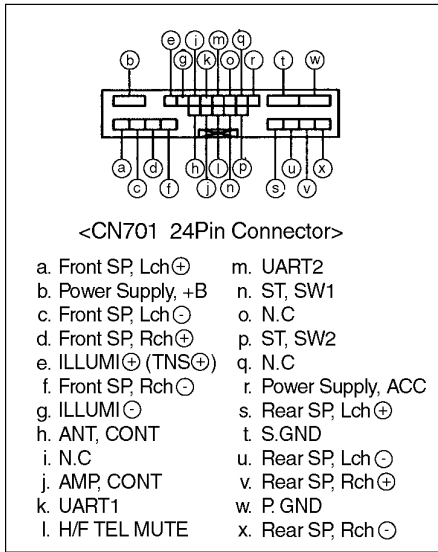 e i m q
g k o r
b t w
a d
c f
h l p
j n
s u x
v
<CN701 24Pin Connector>
a. Front SP, Lch⊕
b. Power Supply, +B
c. Front SP, Lch⊖
d. Front SP, Rch⊕
e. ILLUMI⊕ (TNS⊕)
f. Front SP, Rch⊖
g. ILLUMI⊖
h. ANT, CONT
i. N.C
j. AMP, CONT
k. UART1
l. H/F TEL MUTE
m. UART2
n. ST, SW1
o. N.C
p. ST, SW2
q. N.C
r. Power Supply, ACC
s. Rear SP, Lch⊕
t. S.GND
u. Rear SP, Lch⊖
v. Rear SP, Rch⊕
w. P. GND
x. Rear SP, Rch⊖